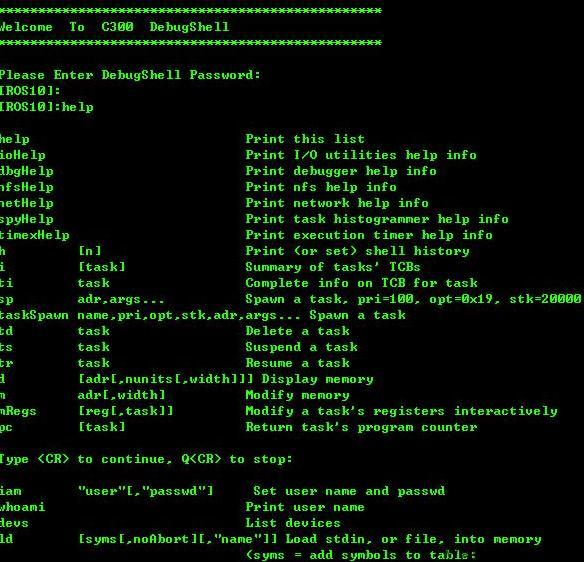 ************************************************
Welcome To C300 DebugShell
************************************************
Please Enter DebugShell Password:
[ROS10]:
[ROS10]:help
help Print this list
ioHelp Print I/O utilities help info
dbgHelp Print debugger help info
nfsHelp Print nfs help info
netHelp Print network help info
spyHelp Print task histogrammer help info
timexHelp Print execution timer help info
h [n] Print (or set) shell history
i [task] Summary of tasks' TCBs
ti task Complete info on TCB for task
sp adr,args... Spawn a task, pri=100, opt=0x19, stk=20000
taskSpawn name,pri,opt,stk,adr,args... Spawn a task
td task Delete a task
ts task Suspend a task
tr task Resume a task
d [adr[,nunits[,width]]] Display memory
m adr[,width] Modify memory
mRegs [reg[,task]] Modify a task's registers interactively
pc [task] Return task's program counter
Type <CR> to continue, Q<CR> to stop:
iam "user"[,"passwd"] Set user name and passwd
whoami Print user name
devs List devices
ld [syms[,noAbort][,"name"]] Load stdin, or file, into memory
(syms = add symbols to table: